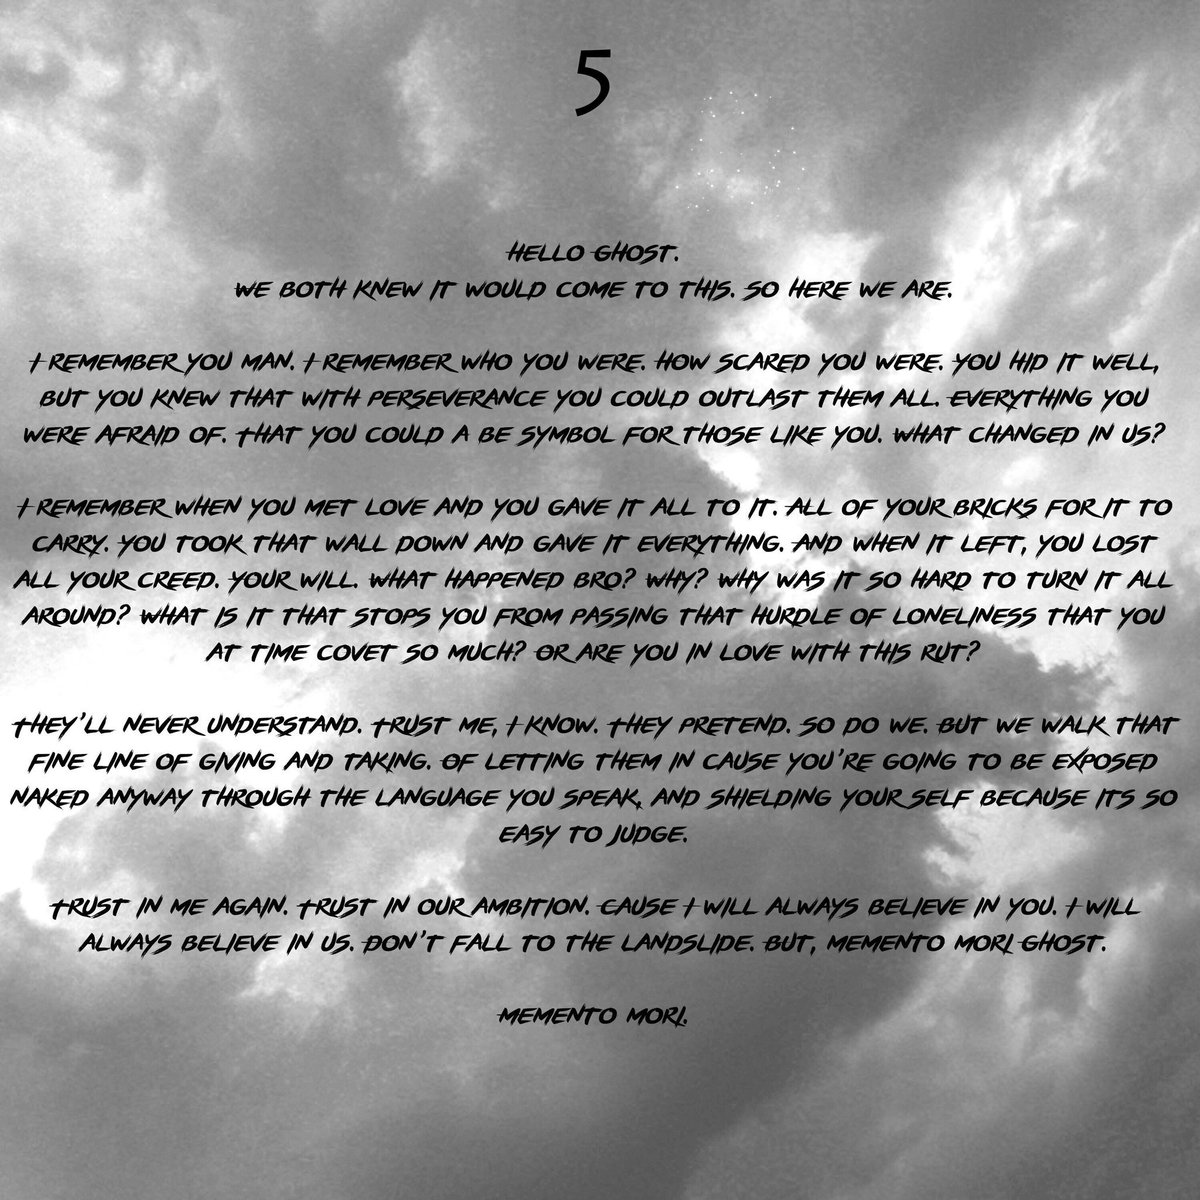 5
HELLO GHOST.
WE BOTH KNEW IT WOULD COME TO THIS. SO HERE WE ARE.
I REMEMBER YOU MAN. I REMEMBER WHO YOU WERE. HOW SCARED YOU WERE. YOU HID IT WELL,
BUT YOU KNEW THAT WITH PERSEVERANCE YOU COULD OUTLAST THEM ALL. EVERYTHING YOU
WERE AFRAID OF. THAT YOU COULD A BE SYMBOL FOR THOSE LIKE YOU. WHAT CHANGED IN US?
I REMEMBER WHEN YOU MET LOVE AND YOU GAVE IT ALL TO IT. ALL OF YOUR BRICKS FOR IT TO
CARRY. YOU TOOK THAT WALL DOWN AND GAVE IT EVERYTHING. AND WHEN IT LEFT, YOU LOST
ALL YOUR CREED. YOUR WILL. WHAT HAPPENED BRO? WHY? WHY WAS IT SO HARD TO TURN IT ALL
AROUND? WHAT IS IT THAT STOPS YOU FROM PASSING THAT HURDLE OF LONELINESS THAT YOU
AT TIME COVET SO MUCH? OR ARE YOU IN LOVE WITH THIS RUT?
THEY'LL NEVER UNDERSTAND. TRUST ME, I KNOW. THEY PRETEND. SO DO WE. BUT WE WALK THAT
FINE LINE OF GIVING AND TAKING. OF LETTING THEM IN CAUSE YOU'RE GOING TO BE EXPOSED
NAKED ANYWAY THROUGH THE LANGUAGE YOU SPEAK, AND SHIELDING YOUR SELF BECAUSE ITS SO
EASY TO JUDGE.
TRUST IN ME AGAIN. TRUST IN OUR AMBITION. CAUSE I WILL ALWAYS BELIEVE IN YOU. I WILL
ALWAYS BELIEVE IN US. DON'T FALL TO THE LANDSLIDE. BUT, MEMENTO MORI GHOST.
MEMENTO MORI.